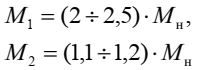 M₁ = (2 ÷ 2,5) · Mн,
M₂ = (1,1 ÷ 1,2) · Mн